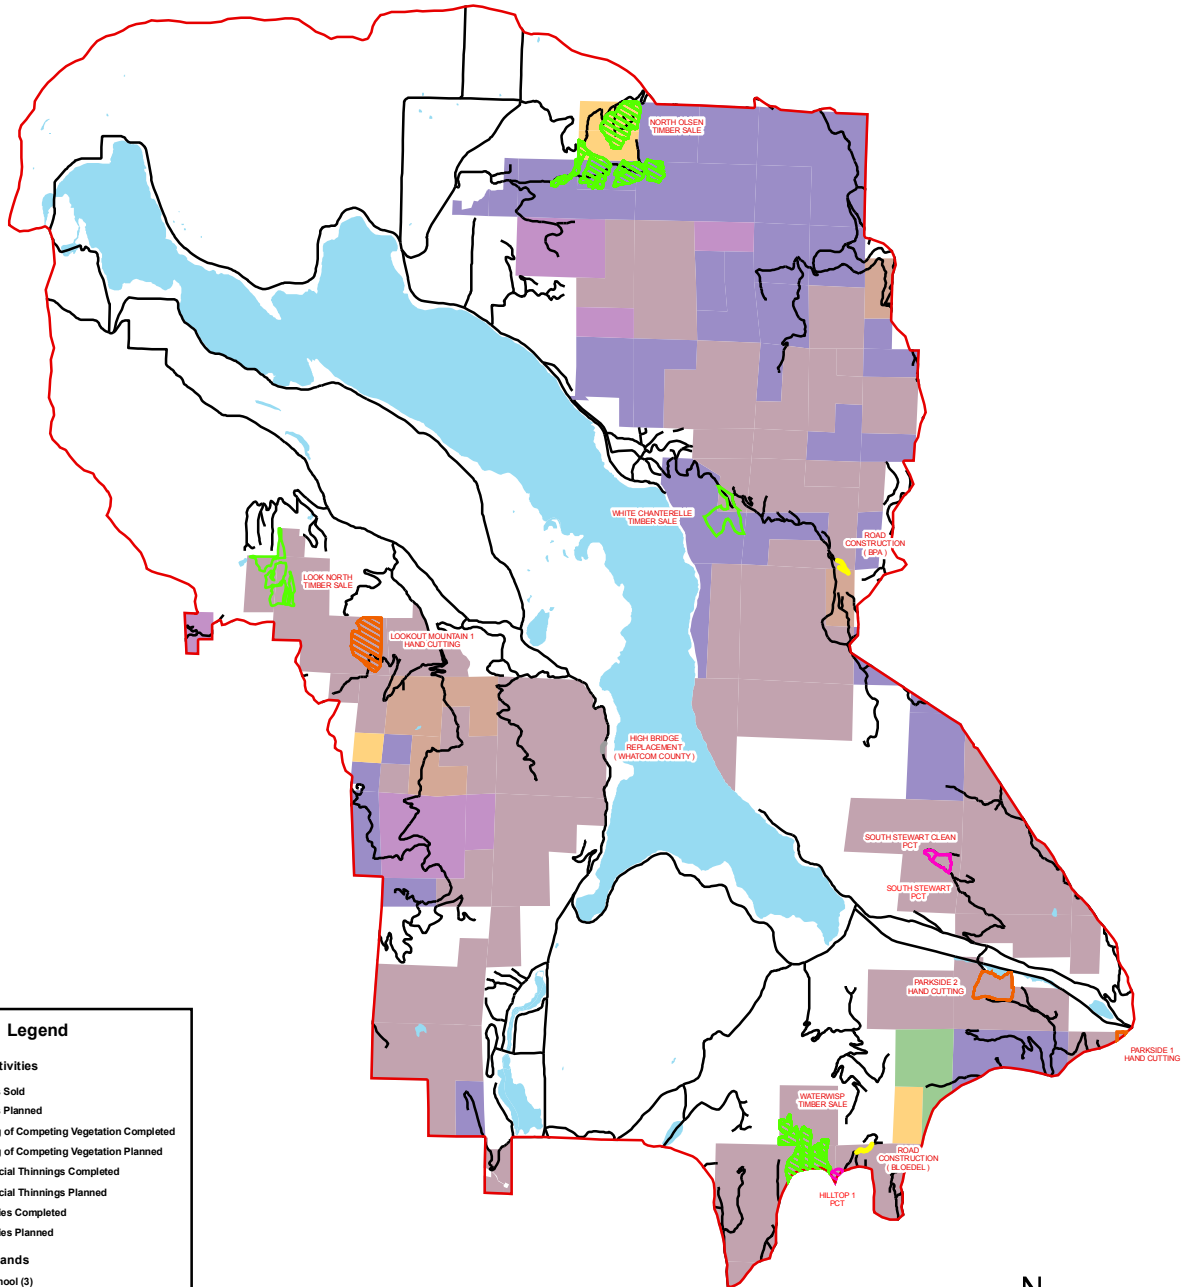 NORTH OLSEN
TIMBER SALE
WHITE CHANTERELLE
TIMBER SALE
ROAD
CONSTRUCTION
( BPA )
LOOK NORTH
TIMBER SALE
LOOKOUT MOUNTAIN 1
HAND CUTTING
HIGH BRIDGE
REPLACEMENT
( WHATCOM COUNTY )
SOUTH STEWART CLEAN
PCT
SOUTH STEWART
PCT
PARKSIDE 2
HAND CUTTING
PARKSIDE 1
HAND CUTTING
WATERWISP
TIMBER SALE
ROAD
CONSTRUCTION
( BLOEDEL )
HILLTOP 1
PCT
Legend
tivities
s Sold
s Planned
g of Competing Vegetation Completed
g of Competing Vegetation Planned
cial Thinnings Completed
cial Thinnings Planned
ies Completed
ies Planned
ands
hool (3)
N